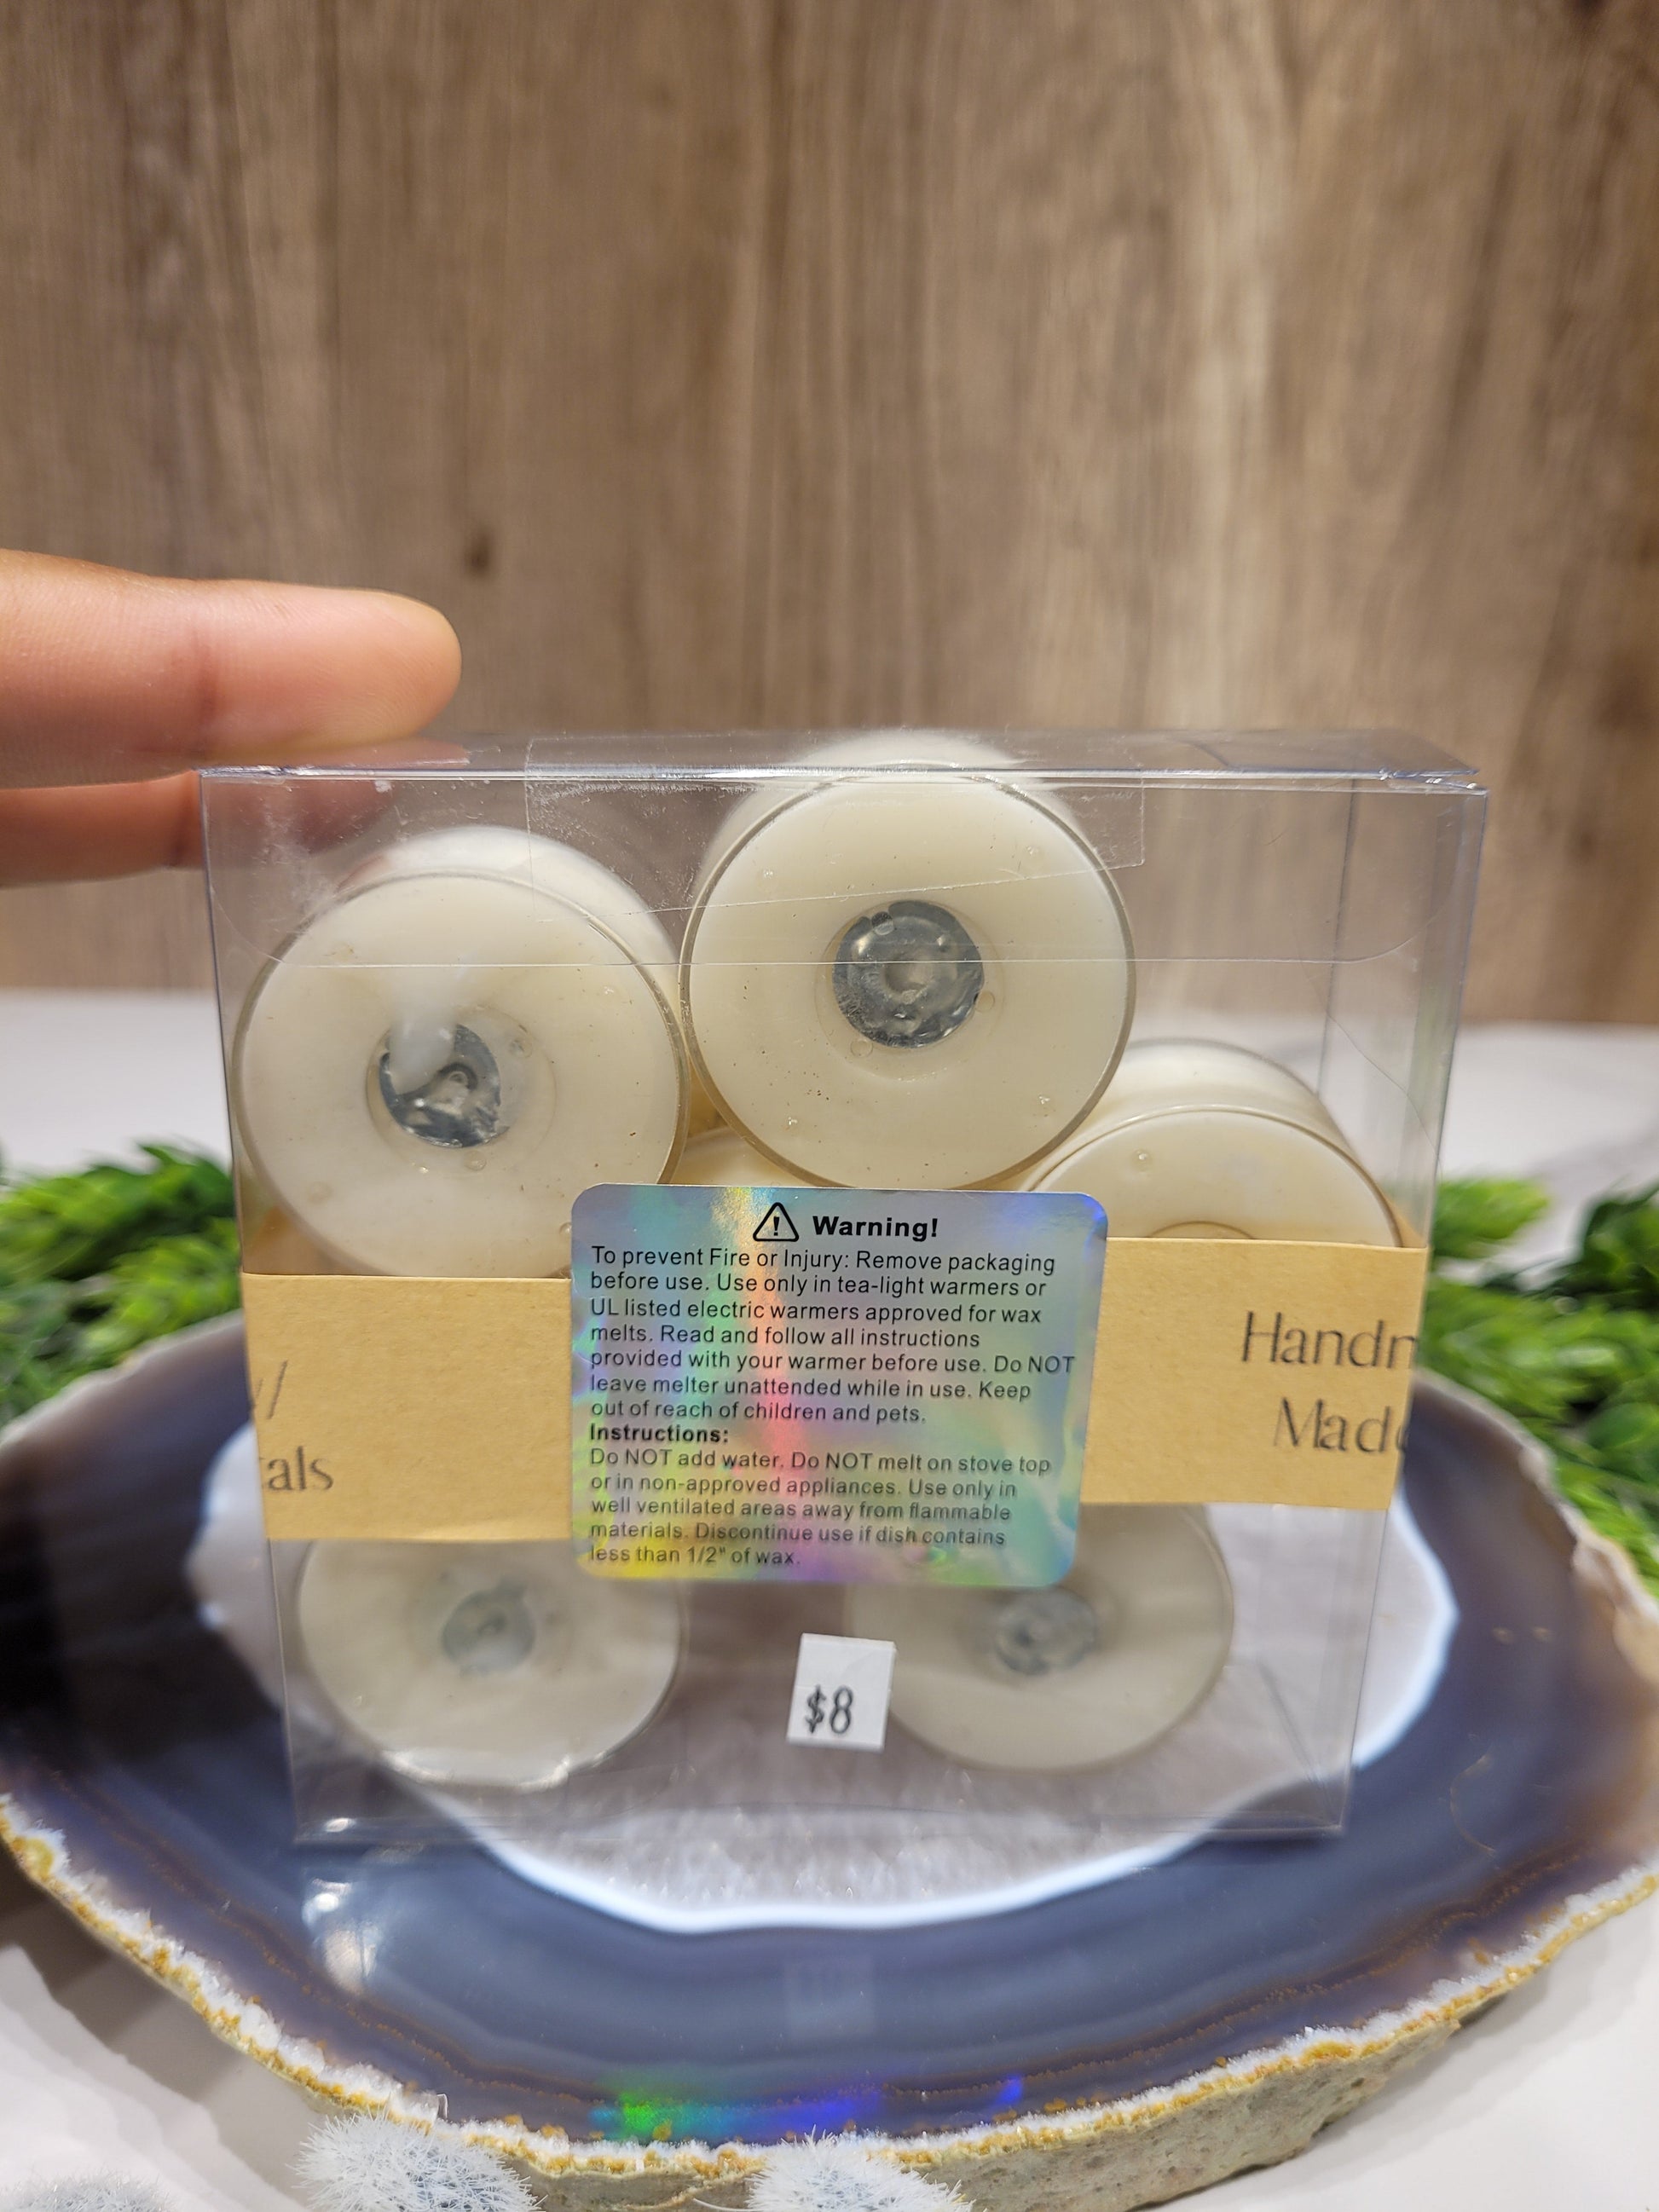 Warning!
To prevent Fire or Injury: Remove packaging
before use. Use only in tea-light warmers or
UL listed electric warmers approved for wax
melts. Read and follow all instructions
provided with your warmer before use. Do NOT
leave melter unattended while in use. Keep
out of reach of children and pets.
Instructions:
Do NOT add water. Do NOT melt on stove top
or in non-approved appliances. Use only in
well ventilated areas away from flammable
materials. Discontinue use if dish contains
less than 1/2" of wax.
w/
tals
Handm
Made
$8